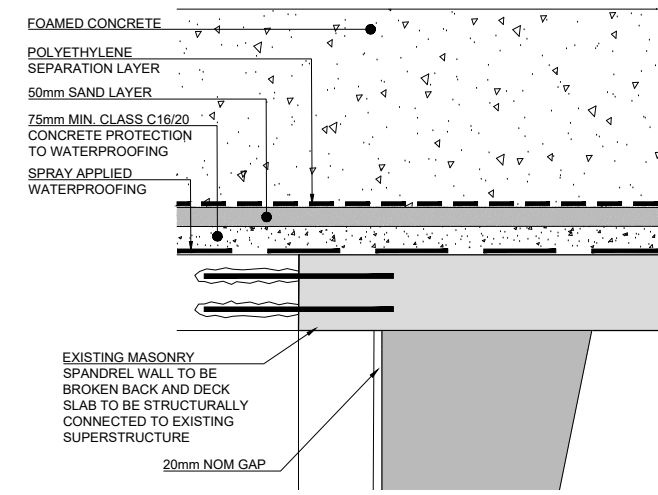 FOAMED CONCRETE
POLYETHYLENE
SEPARATION LAYER
50mm SAND LAYER
75mm MIN. CLASS C16/20
CONCRETE PROTECTION
TO WATERPROOFING
SPRAY APPLIED
WATERPROOFING
EXISTING MASONRY
SPANDREL WALL TO BE
BROKEN BACK AND DECK
SLAB TO BE STRUCTURALLY
CONNECTED TO EXISTING
SUPERSTRUCTURE
20mm NOM GAP